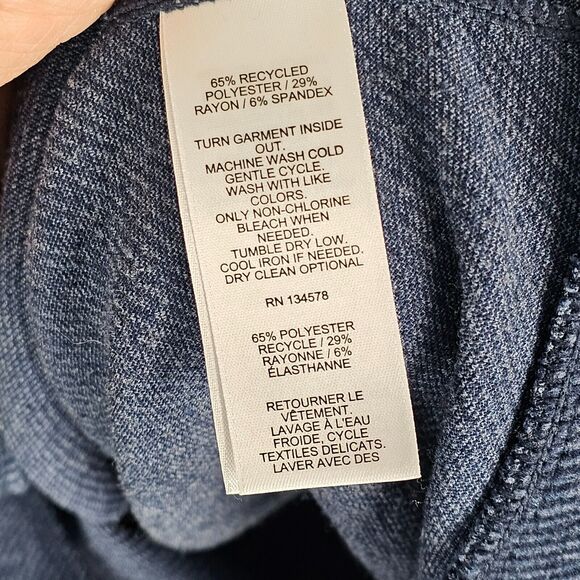 65% RECYCLED
POLYESTER / 29%
RAYON / 6% SPANDEX
TURN GARMENT INSIDE
OUT.
MACHINE WASH COLD
GENTLE CYCLE.
WASH WITH LIKE
COLORS.
ONLY NON-CHLORINE
BLEACH WHEN
NEEDED.
TUMBLE DRY LOW.
COOL IRON IF NEEDED.
DRY CLEAN OPTIONAL
RN 134578
65% POLYESTER
RECYCLE / 29%
RAYONNE / 6%
ÉLASTHANNE
RETOURNER LE
VÊTEMENT.
LAVAGE À L'EAU
FROIDE, CYCLE
TEXTILES DELICATS.
LAVER AVEC DES